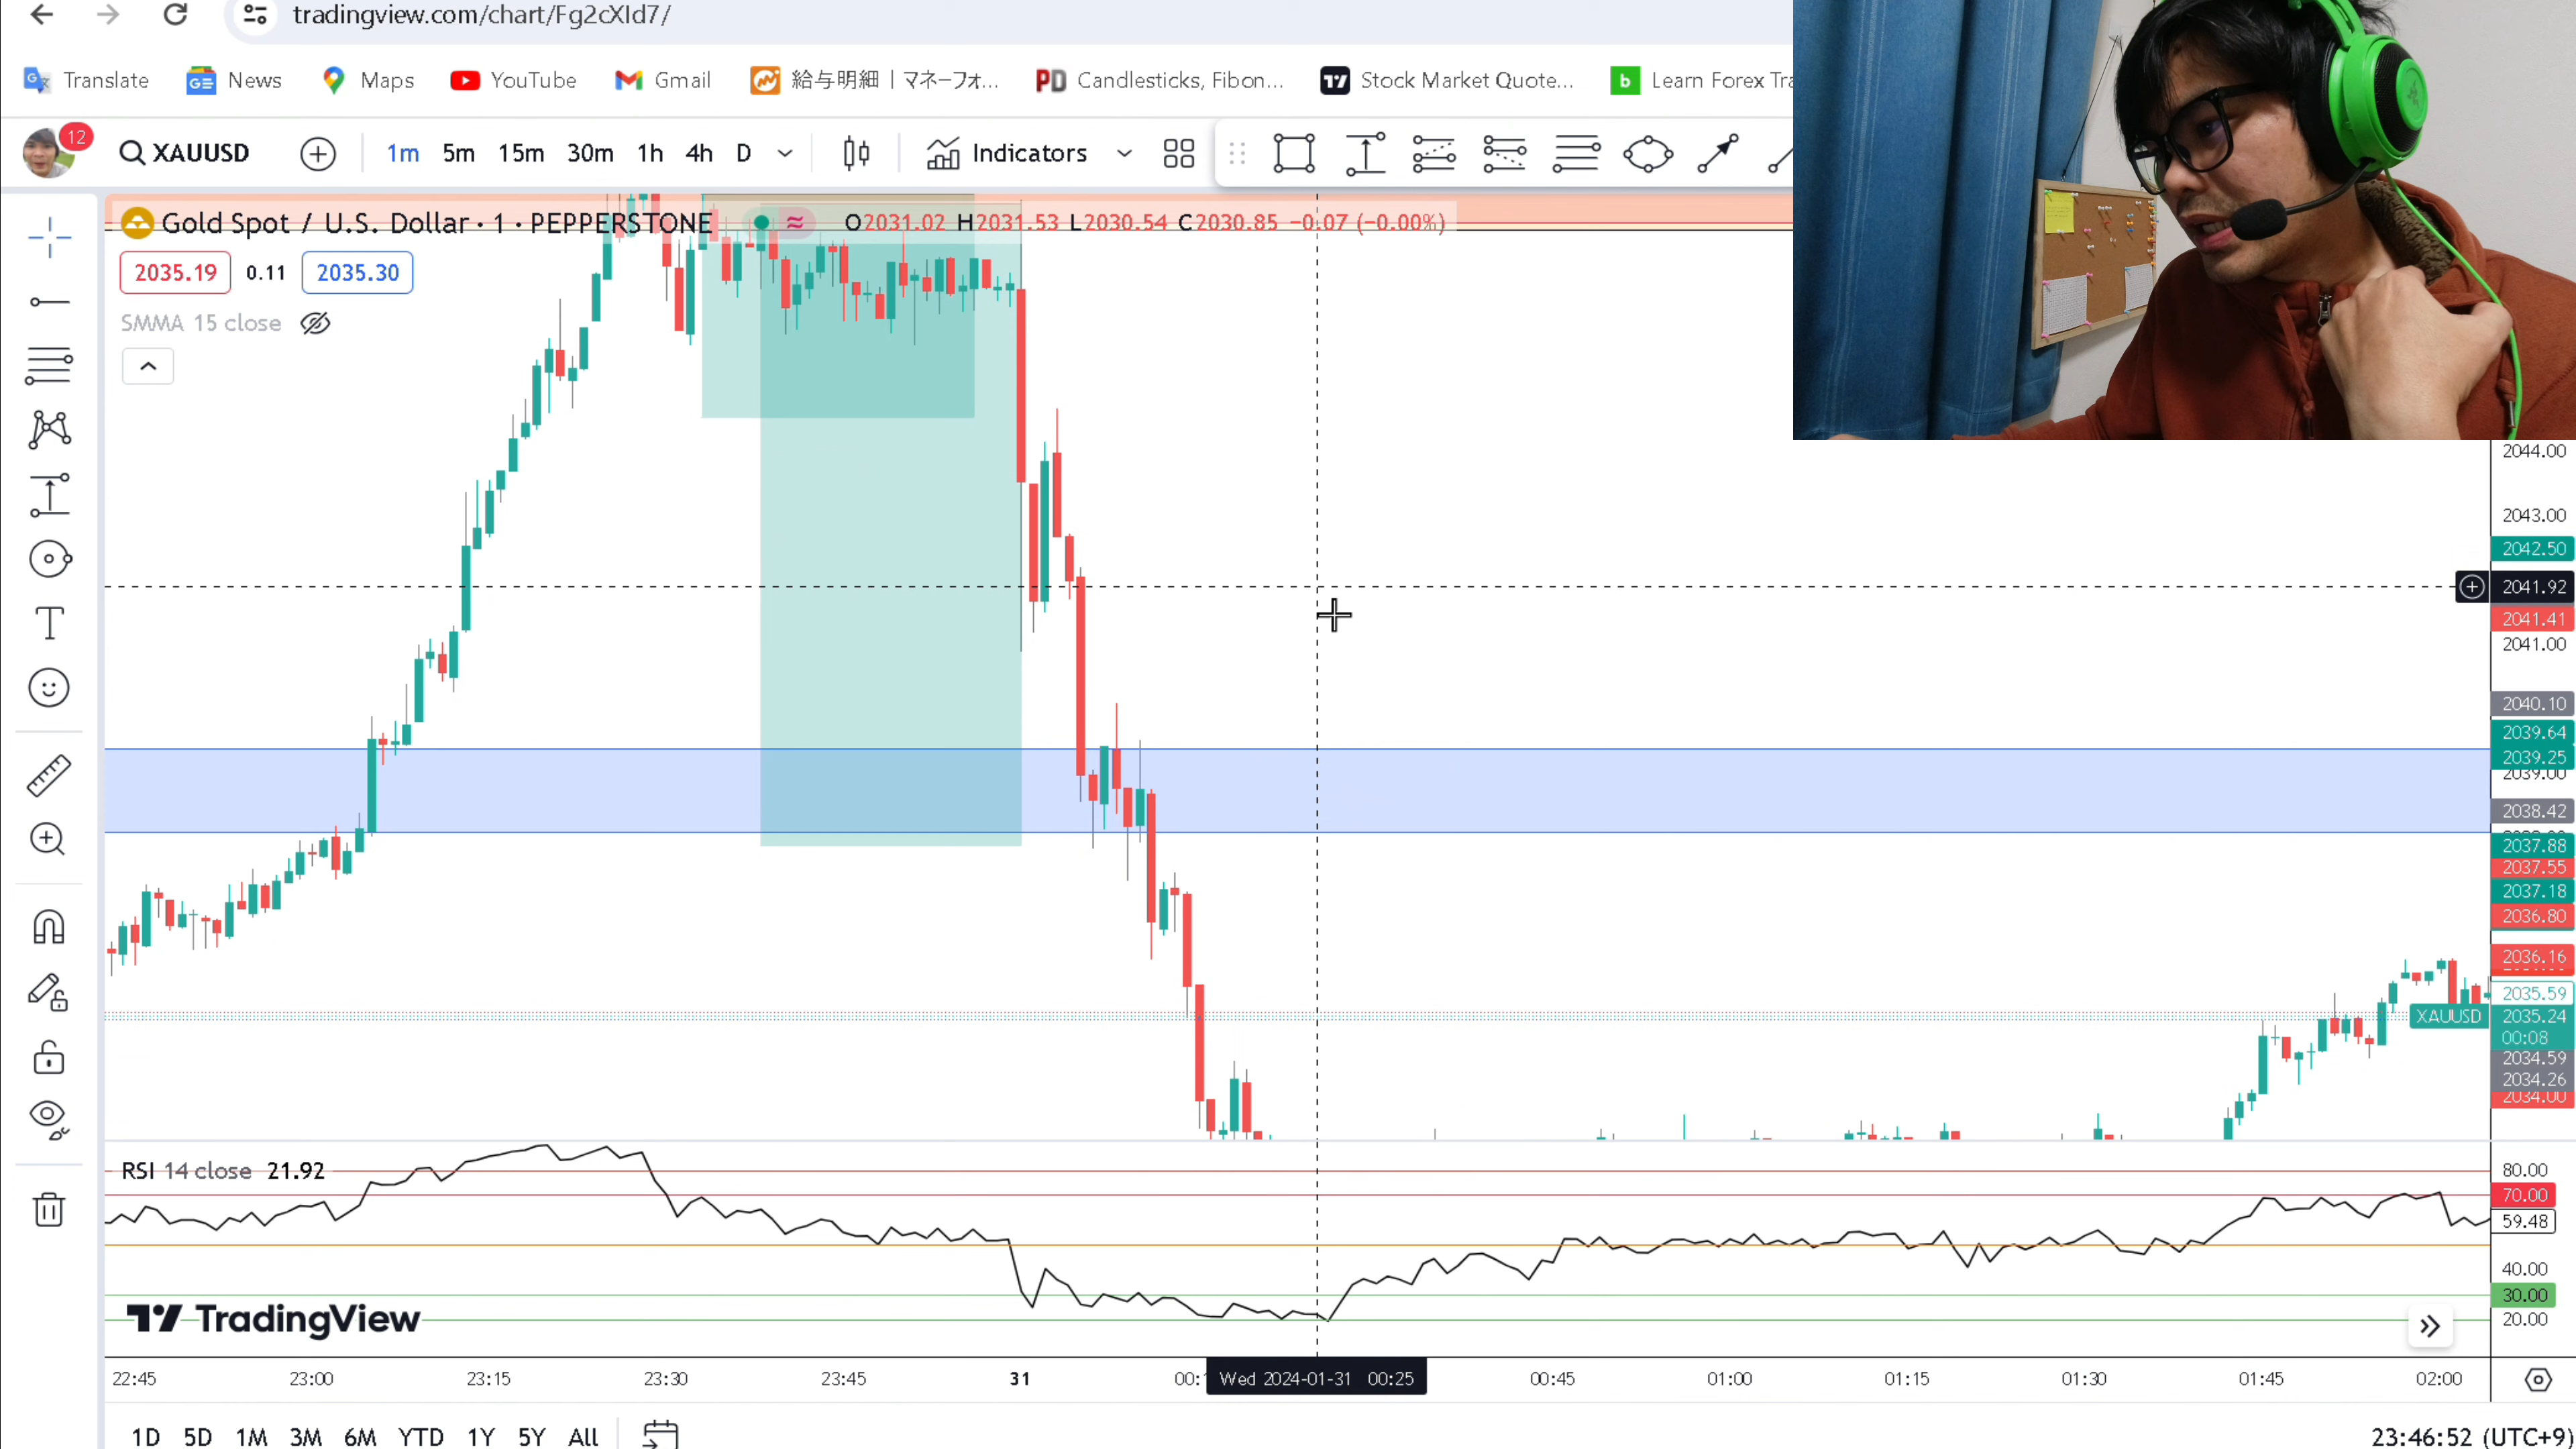 tradingview.com/chart/Fg2cXId7/
Translate News Maps YouTube Gmail 給与明細 | マネーフォ... Candlesticks, Fibon... Stock Market Quote... Learn Forex Tra
12 XAUUSD 1m 5m 15m 30m 1h 4h D Indicators
Gold Spot / U.S. Dollar · 1 · PEPPERSTONE O2031.02 H2031.53 L2030.54 C2030.85 −0.07 (−0.00%)
2035.19 0.11 2035.30
SMMA 15 close
2044.00
2043.00
2042.50
2041.92
2041.41
2041.00
2040.10
2039.64
2039.25
2039.00
2038.42
2037.88
2037.55
2037.18
2036.80
2036.16
2035.59
XAUUSD 2035.24
00:08
2034.59
2034.26
2034.00
RSI 14 close 21.92
80.00
70.00
59.48
40.00
30.00
20.00
TradingView
22:45 23:00 23:15 23:30 23:45 31 00: Wed 2024-01-31 00:25 00:45 01:00 01:15 01:30 01:45 02:00
1D 5D 1M 3M 6M YTD 1Y 5Y All 23:46:52 (UTC+9)